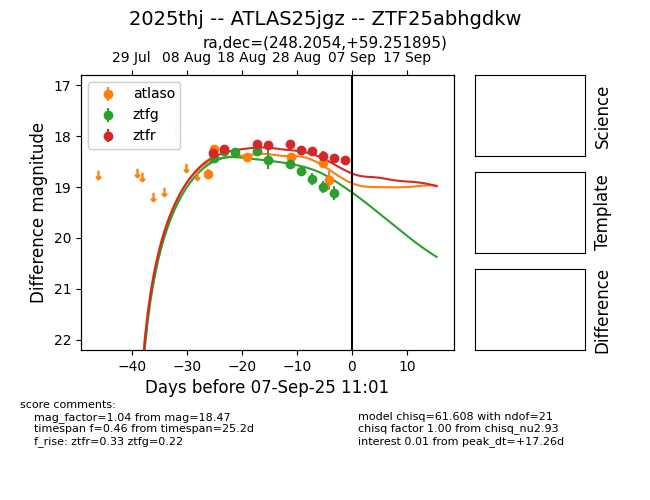 2025thj -- ATLAS25jgz -- ZTF25abhgdkw
ra,dec=(248.2054,+59.251895)
29 Jul 08 Aug 18 Aug 28 Aug 07 Sep 17 Sep
atlaso
ztfg
ztfr
17
18
19
20
21
22
Difference magnitude
−40 −30 −20 −10 0 10
Days before 07-Sep-25 11:01
Science
Template
Difference
score comments:
mag_factor=1.04 from mag=18.47
timespan f=0.46 from timespan=25.2d
f_rise: ztfr=0.33 ztfg=0.22
model chisq=61.608 with ndof=21
chisq factor 1.00 from chisq_nu2.93
interest 0.01 from peak_dt=+17.26d